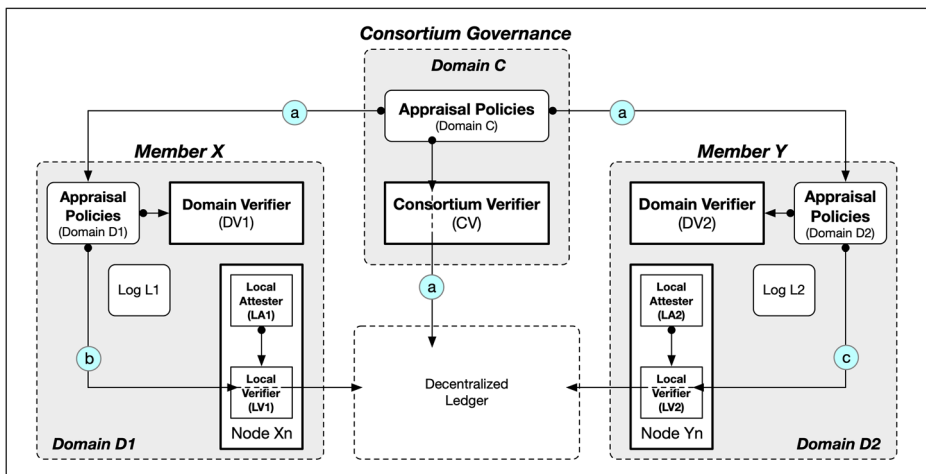 Consortium Governance
Domain C
a
Appraisal Policies
(Domain C)
a
Member X
Member Y
Appraisal
Policies
(Domain D1)
Domain Verifier
(DV1)
Consortium Verifier
(CV)
Domain Verifier
(DV2)
Appraisal
Policies
(Domain D2)
Log L1
Local
Attester
(LA1)
a
Local
Attester
(LA2)
Log L2
b
Local
Verifier
(LV1)
Node Xn
Decentralized
Ledger
Local
Verifier
(LV2)
Node Yn
c
Domain D1
Domain D2